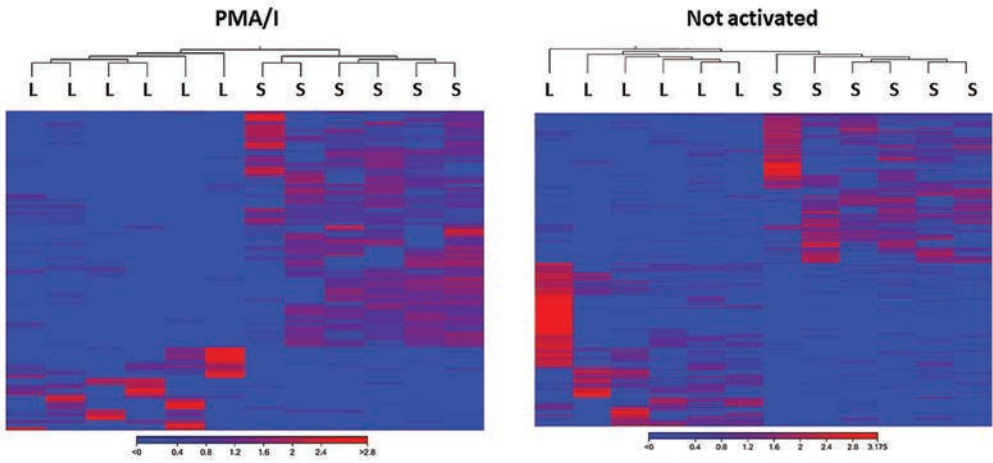 PMA/I
L L L L L L S S S S S S
<0 0.4 0.8 1.2 1.6 2 2.4 >2.8
Not activated
L L L L L L S S S S S S
<0 0.4 0.8 1.2 1.6 2 2.4 2.8 3.175